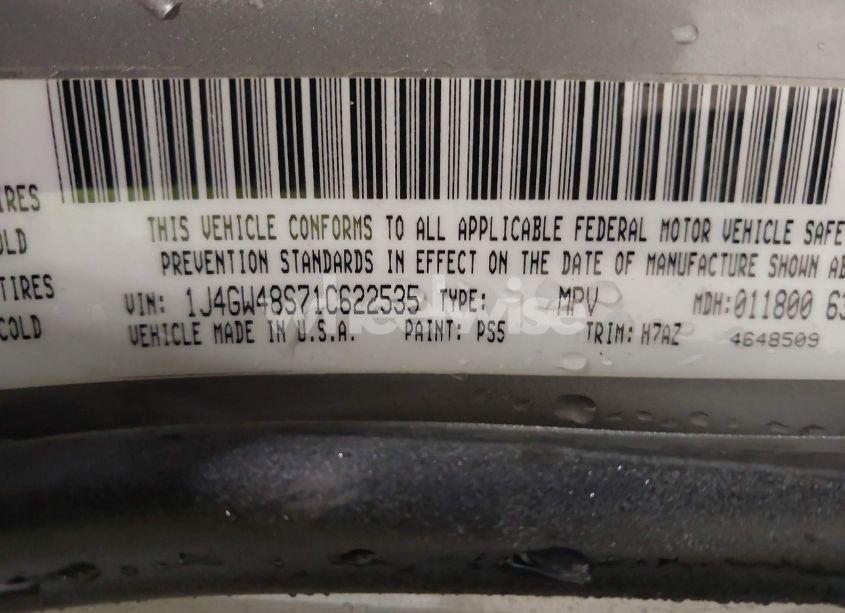 IRES
OLD
TIRES
COLD
THIS VEHICLE CONFORMS TO ALL APPLICABLE FEDERAL MOTOR VEHICLE SAFE
PREVENTION STANDARDS IN EFFECT ON THE DATE OF MANUFACTURE SHOWN AB
VIN: 1J4GW48S71C622535 TYPE: MPV MDH:011800 63
VEHICLE MADE IN U.S.A. PAINT: PS5 TRIM: H7AZ 4648509
wheelwise